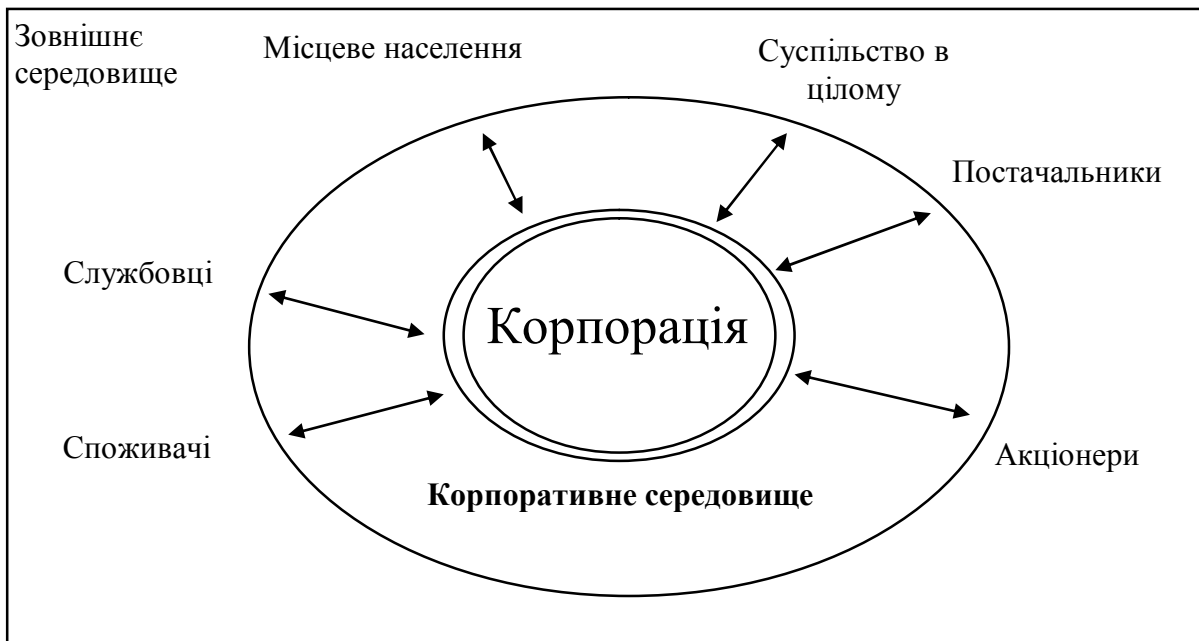 Зовнішнє
середовище
Місцеве населення
Суспільство в
цілому
Постачальники
Службовці
Корпорація
Споживачі
Акціонери
Корпоративне середовище